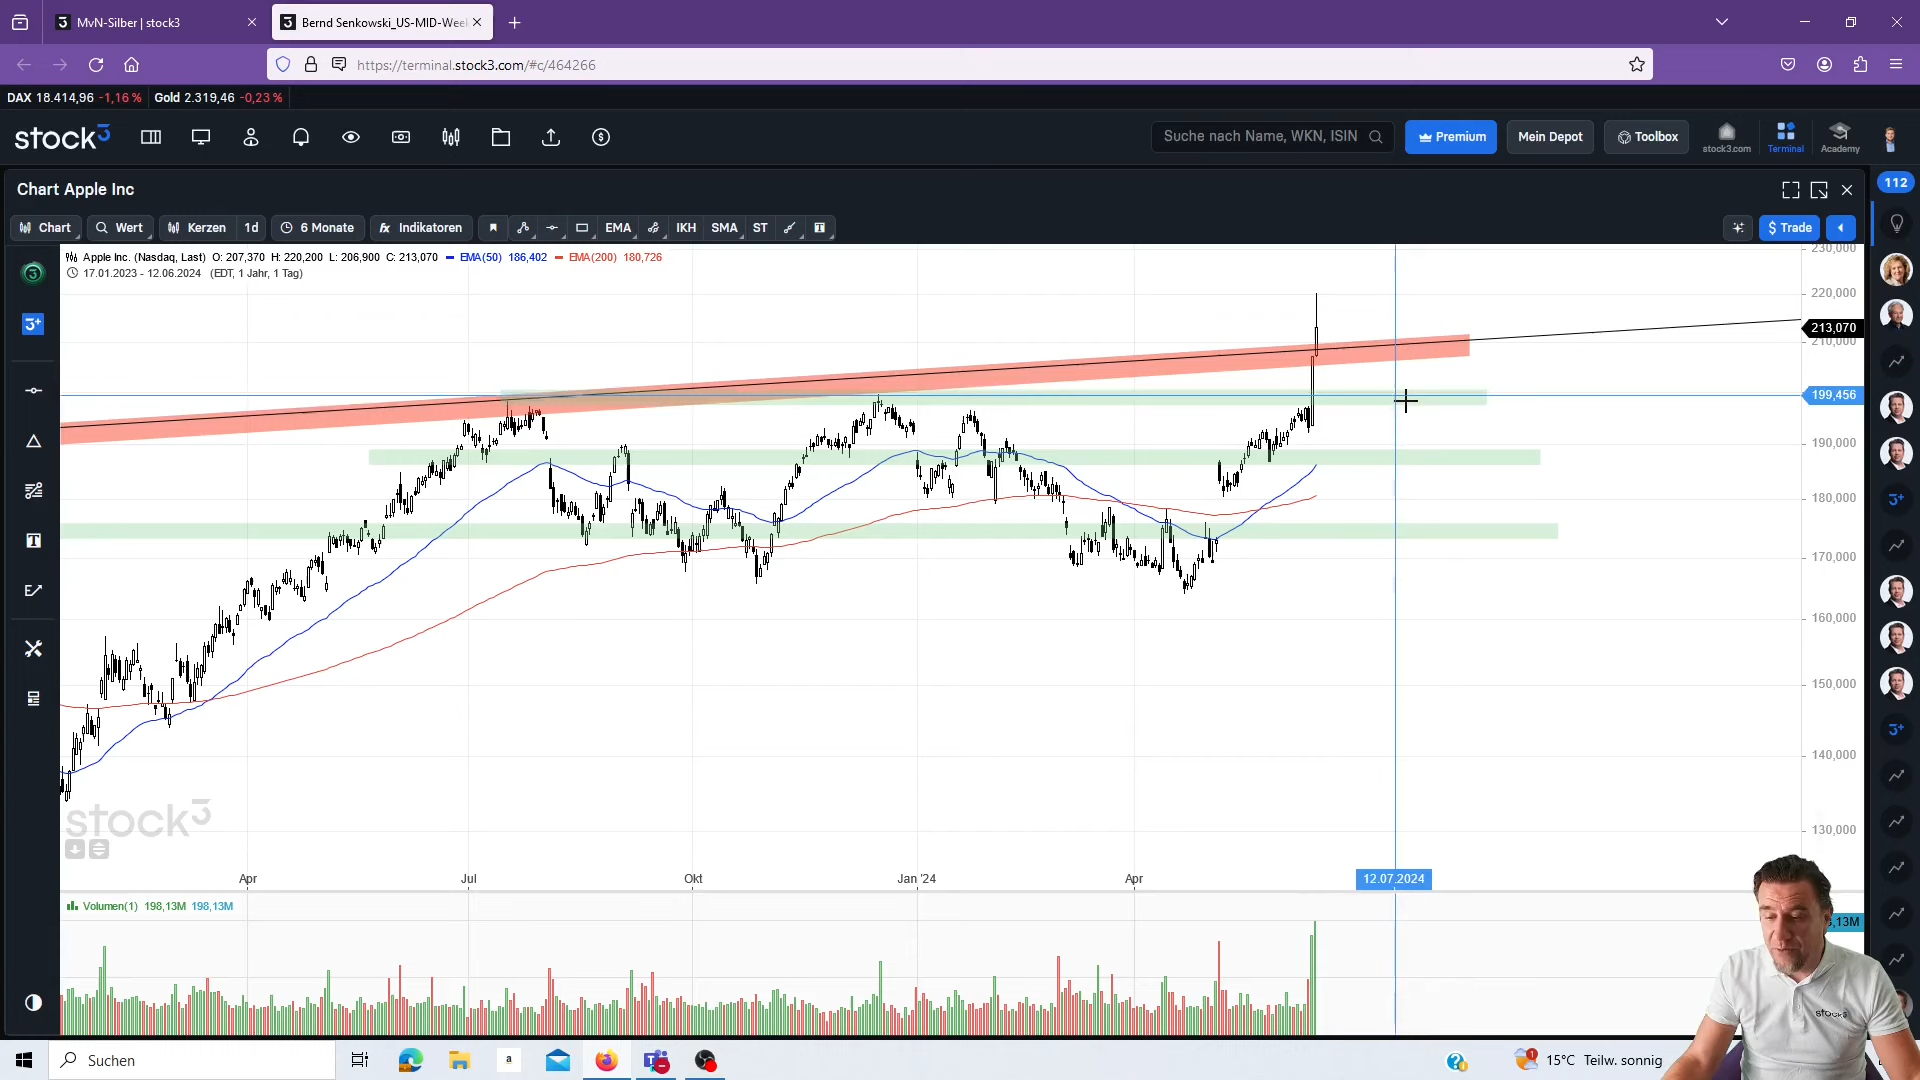 MvN-Silber | stock3
Bernd Senkowski_US-MID-Week
https://terminal.stock3.com/#c/464266
DAX 18.414,96 -1,16 % Gold 2.319,46 -0,23 %
stock3
Suche nach Name, WKN, ISIN
Premium
Mein Depot
Toolbox
stock3.com
Terminal
Academy
Chart Apple Inc
112
Chart Wert Kerzen 1d 6 Monate fx Indikatoren EMA IKH SMA ST $ Trade
Apple Inc. (Nasdaq, Last) O: 207,370 H: 220,200 L: 206,900 C: 213,070 EMA(50) 186,402 EMA(200) 180,726
17.01.2023 - 12.06.2024 (EDT, 1 Jahr, 1 Tag)
230,000
220,000
213,070
210,000
199,456
190,000
180,000
170,000
160,000
150,000
140,000
130,000
stock3
Apr Jul Okt Jan '24 Apr 12.07.2024
Volumen(1) 198,13M 198,13M
,13M
stock3
Suchen
15°C Teilw. sonnig